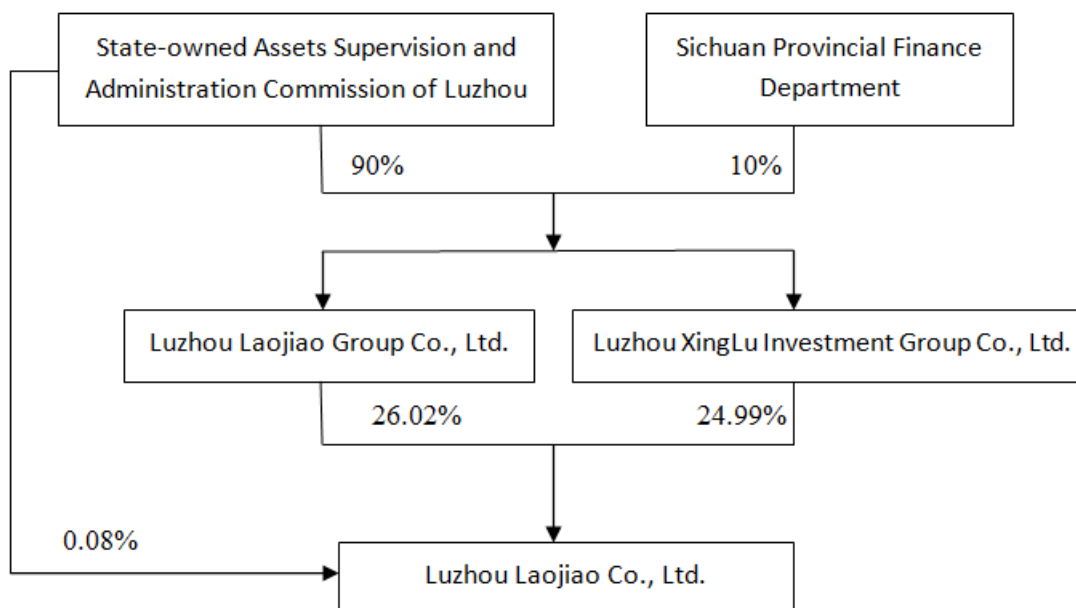 State-owned Assets Supervision and
Administration Commission of Luzhou
Sichuan Provincial Finance
Department
90%
10%
Luzhou Laojiao Group Co., Ltd.
Luzhou XingLu Investment Group Co., Ltd.
26.02%
24.99%
0.08%
Luzhou Laojiao Co., Ltd.